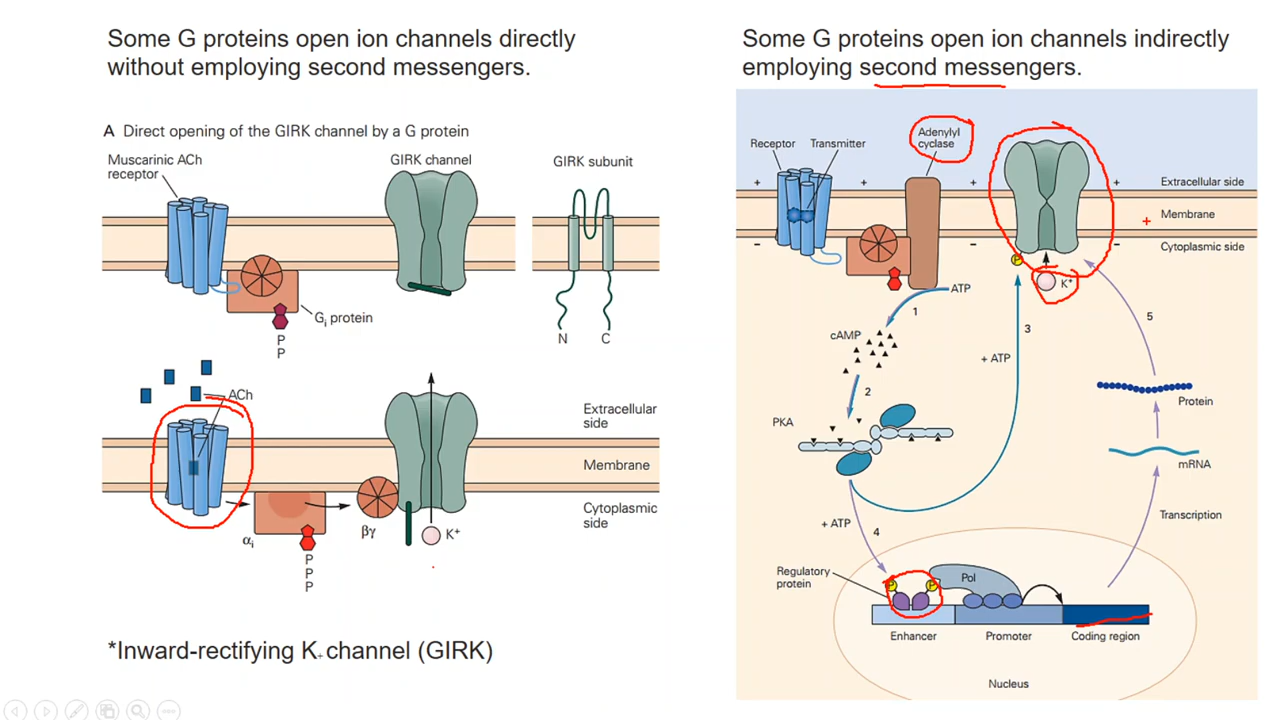 Some G proteins open ion channels directly
without employing second messengers.
A Direct opening of the GIRK channel by a G protein
Muscarinic ACh
receptor
GIRK channel
GIRK subunit
Gi protein
P
P
N
C
ACh
Extracellular
side
Membrane
Cytoplasmic
side
αi
βγ
K+
P
P
P
*Inward-rectifying K+ channel (GIRK)
Some G proteins open ion channels indirectly
employing second messengers.
Receptor
Transmitter
Adenylyl
cyclase
+
+
+
+
Extracellular side
Membrane
+
Cytoplasmic side
–
–
–
–
P
K+
ATP
1
cAMP
3
5
+ ATP
2
PKA
Protein
mRNA
+ ATP
4
Transcription
Regulatory
protein
P
P
Pol
Enhancer
Promoter
Coding region
Nucleus